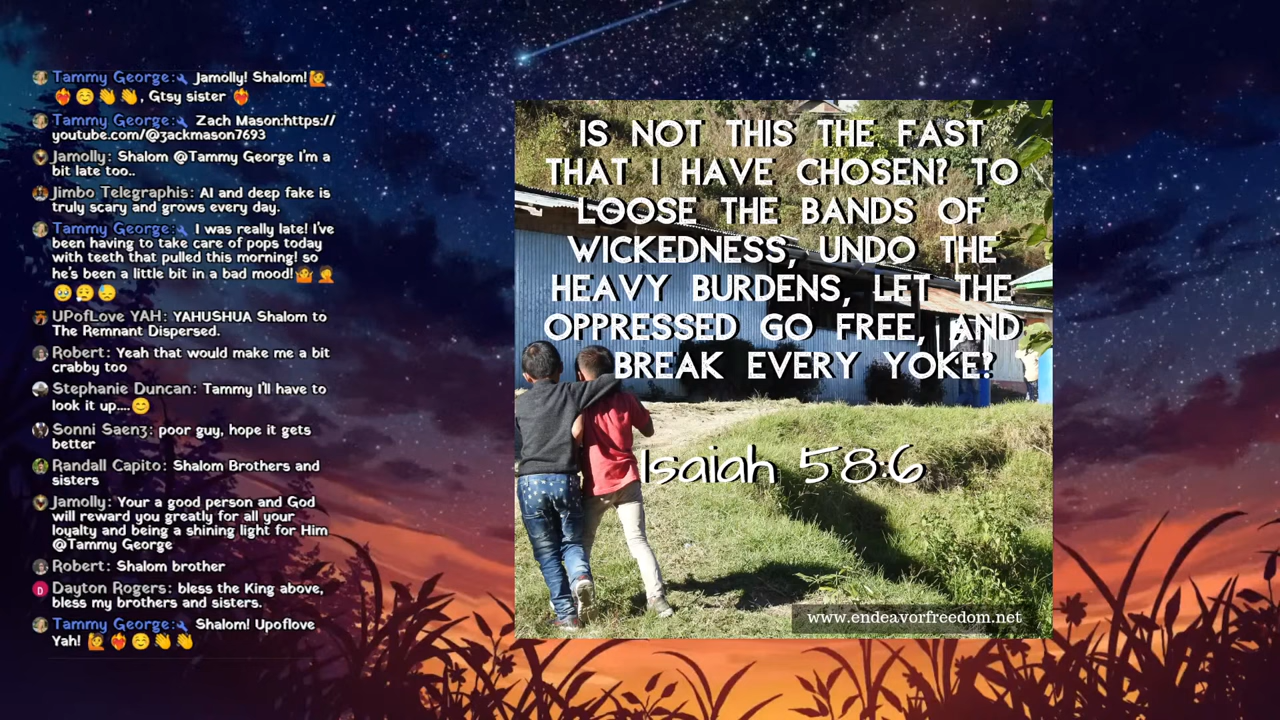 Tammy George: Jamolly! Shalom!🙋
❤️‍🔥☺️👋👋, Gtsy sister ❤️‍🔥
Tammy George: Zach Mason:https://
youtube.com/@zackmason7693
Jamolly: Shalom @Tammy George I'm a
bit late too..
Jimbo Telegraphis: AI and deep fake is
truly scary and grows every day.
Tammy George: I was really late! I've
been having to take care of pops today
with teeth that pulled this morning! so
he's been a little bit in a bad mood!🤷🤦
🥹😥😓
UPofLove YAH: YAHUSHUA Shalom to
The Remnant Dispersed.
Robert: Yeah that would make me a bit
crabby too
Stephanie Duncan: Tammy I'll have to
look it up....😊
Sonni Saenz: poor guy, hope it gets
better
Randall Capito: Shalom Brothers and
sisters
Jamolly: Your a good person and God
will reward you greatly for all your
loyalty and being a shining light for Him
@Tammy George
Robert: Shalom brother
D Dayton Rogers: bless the King above,
bless my brothers and sisters.
Tammy George: Shalom! Upoflove
Yah! 🙋❤️‍🔥☺️👋👋
IS NOT THIS THE FAST
THAT I HAVE CHOSEN? TO
LOOSE THE BANDS OF
WICKEDNESS, UNDO THE
HEAVY BURDENS, LET THE
OPPRESSED GO FREE, AND
BREAK EVERY YOKE?
Isaiah 58:6
www.endeavorfreedom.net